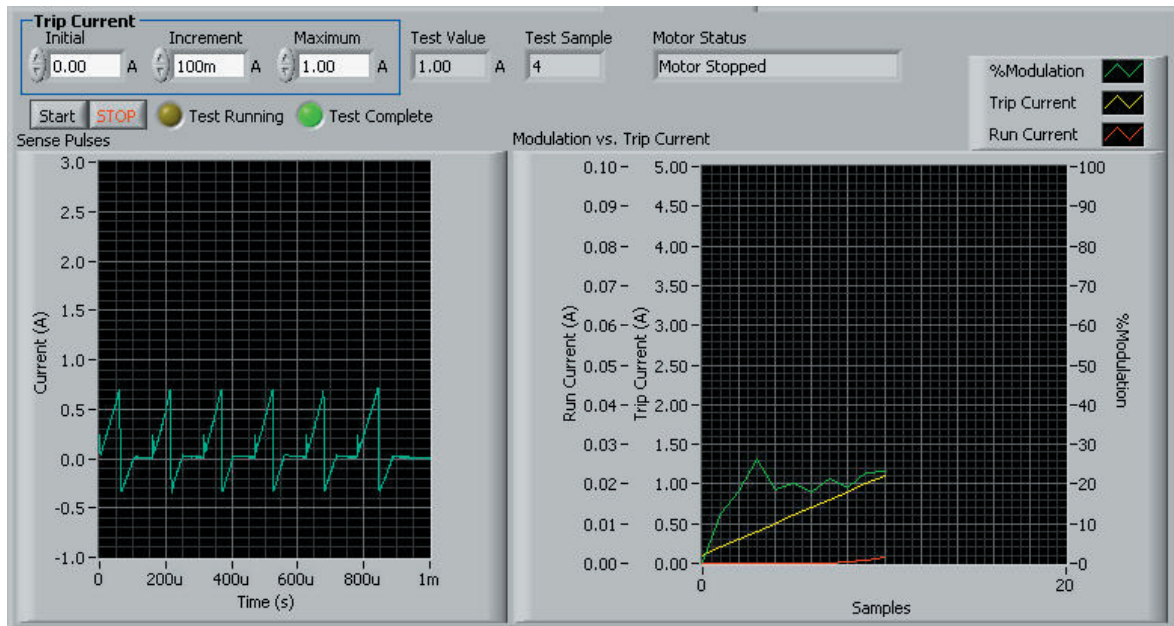 Trip Current
Initial Increment Maximum Test Value Test Sample Motor Status
0.00 A 100m A 1.00 A 1.00 A 4 Motor Stopped
%Modulation
Trip Current
Run Current
Start STOP Test Running Test Complete
Sense Pulses
3.0
2.5
2.0
1.5
1.0
0.5
0.0
-0.5
-1.0
Current (A)
0 200u 400u 600u 800u 1m
Time (s)
Modulation vs. Trip Current
0.10 5.00 100
0.09 4.50 90
0.08 4.00 80
0.07 3.50 70
0.06 3.00 60
0.05 2.50 50
0.04 2.00 40
0.03 1.50 30
0.02 1.00 20
0.01 0.50 10
0.00 0.00 0
Run Current (A)
Trip Current (A)
%Modulation
0 20
Samples